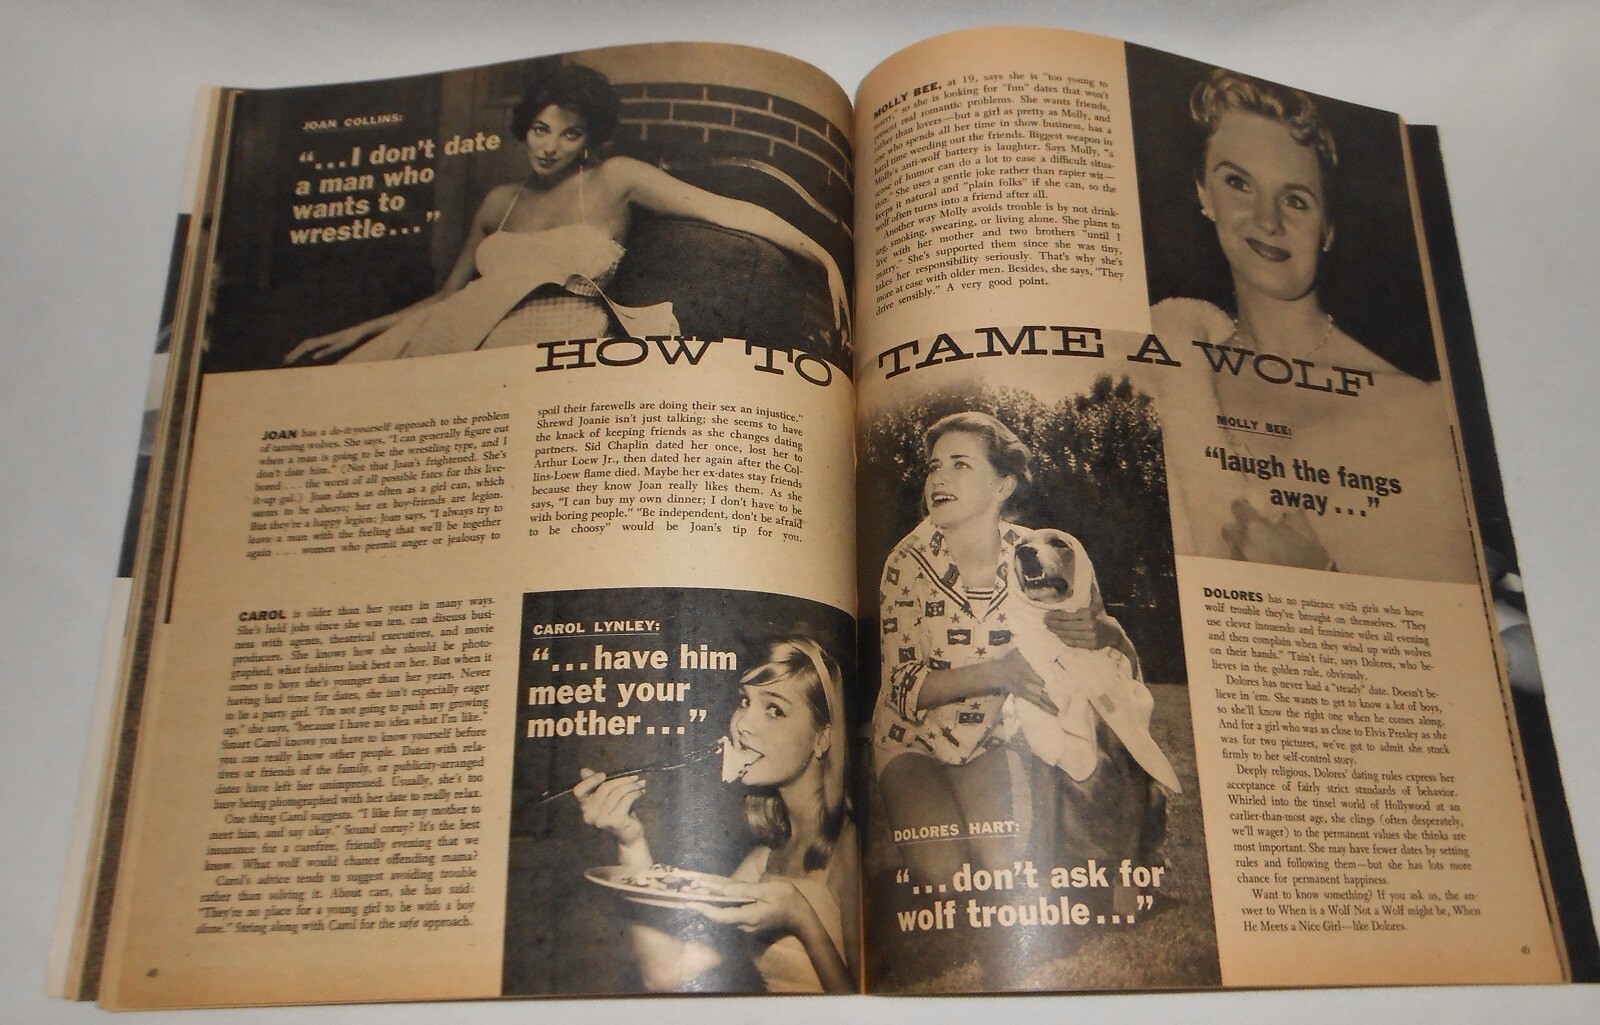 JOAN COLLINS:
“...I don't date
a man who
wants to
wrestle...”
HOW TO TAME A WOLF
JOAN has a do-it-yourself approach to the problem
of taming wolves. She says, "I can generally figure out
when a man is going to be the wrestling type, and I
don't date him." (Not that Joan's frightened. She's
bored . . . the worst of all possible fates for this live-
it-up gal.) Joan dates as often as a girl can, which
seems to be always; her ex boy-friends are legion.
But they're a happy legion; Joan says, "I always try to
leave a man with the feeling that we'll be together
again . . . women who permit anger or jealousy to
spoil their farewells are doing their sex an injustice."
Shrewd Joanie isn't just talking; she seems to have
the knack of keeping friends as she changes dating
partners. Sid Chaplin dated her once, lost her to
Arthur Loew Jr., then dated her again after the Col-
lins-Loew flame died. Maybe her ex-dates stay friends
because they know Joan really likes them. As she
says, "I can buy my own dinner; I don't have to be
with boring people." "Be independent, don't be afraid
to be choosy" would be Joan's tip for you.
CAROL is older than her years in many ways.
She's held jobs since she was ten, can discuss busi-
ness with agents, theatrical executives, and movie
producers. She knows how she should be photo-
graphed, what fashions look best on her. But when it
comes to boys she's younger than her years. Never
having had time for dates, she isn't especially eager
to be a party girl. "I'm not going to push my growing
up," she says, "because I have no idea what I'm like."
Smart Carol knows you have to know yourself before
you can really know other people. Dates with rela-
tives or friends of the family, or publicity-arranged
dates have left her unimpressed. Usually, she's too
busy being photographed with her date to really relax.
One thing Carol suggests. "I like for my mother to
meet him, and say okay." Sound corny? It's the best
insurance for a carefree, friendly evening that we
know. What wolf would chance offending mama?
Carol's advice tends to suggest avoiding trouble
rather than solving it. About cars, she has said:
"They're no place for a young girl to be with a boy
alone." String along with Carol for the safe approach.
CAROL LYNLEY:
“...have him
meet your
mother...”
48
MOLLY BEE, at 19, says she is "too young to
marry," so she is looking for "fun" dates that won't
present real romantic problems. She wants friends,
rather than lovers—but a girl as pretty as Molly, and
one who spends all her time in show business, has a
hard time weeding out the friends. Biggest weapon in
Molly's anti-wolf battery is laughter. Says Molly, "a
sense of humor can do a lot to ease a difficult situa-
tion." She uses a gentle joke rather than rapier wit—
keeps it natural and "plain folks" if she can, so the
wolf often turns into a friend after all.
Another way Molly avoids trouble is by not drink-
ing, smoking, swearing, or living alone. She plans to
live with her mother and two brothers "until I
marry." She's supported them since she was tiny,
takes her responsibility seriously. That's why she's
more at ease with older men. Besides, she says, "They
drive sensibly." A very good point.
MOLLY BEE:
“laugh the fangs
away...”
DOLORES HART:
“...don't ask for
wolf trouble...”
DOLORES has no patience with girls who have
wolf trouble they've brought on themselves. "They
use clever innuendo and feminine wiles all evening
and then complain when they wind up with wolves
on their hands." 'Tain't fair, says Dolores, who be-
lieves in the golden rule, obviously.
Dolores has never had a "steady" date. Doesn't be-
lieve in 'em. She wants to get to know a lot of boys,
so she'll know the right one when he comes along.
And for a girl who was as close to Elvis Presley as she
was for two pictures, we've got to admit she stuck
firmly to her self-control story.
Deeply religious, Dolores' dating rules express her
acceptance of fairly strict standards of behavior.
Whirled into the tinsel world of Hollywood at an
earlier-than-most age, she clings (often desperately,
we'll wager) to the permanent values she thinks are
most important. She may have fewer dates by setting
rules and following them—but she has lots more
chance for permanent happiness.
Want to know something? If you ask us, the an-
swer to When is a Wolf Not a Wolf might be, When
He Meets a Nice Girl—like Dolores.
49